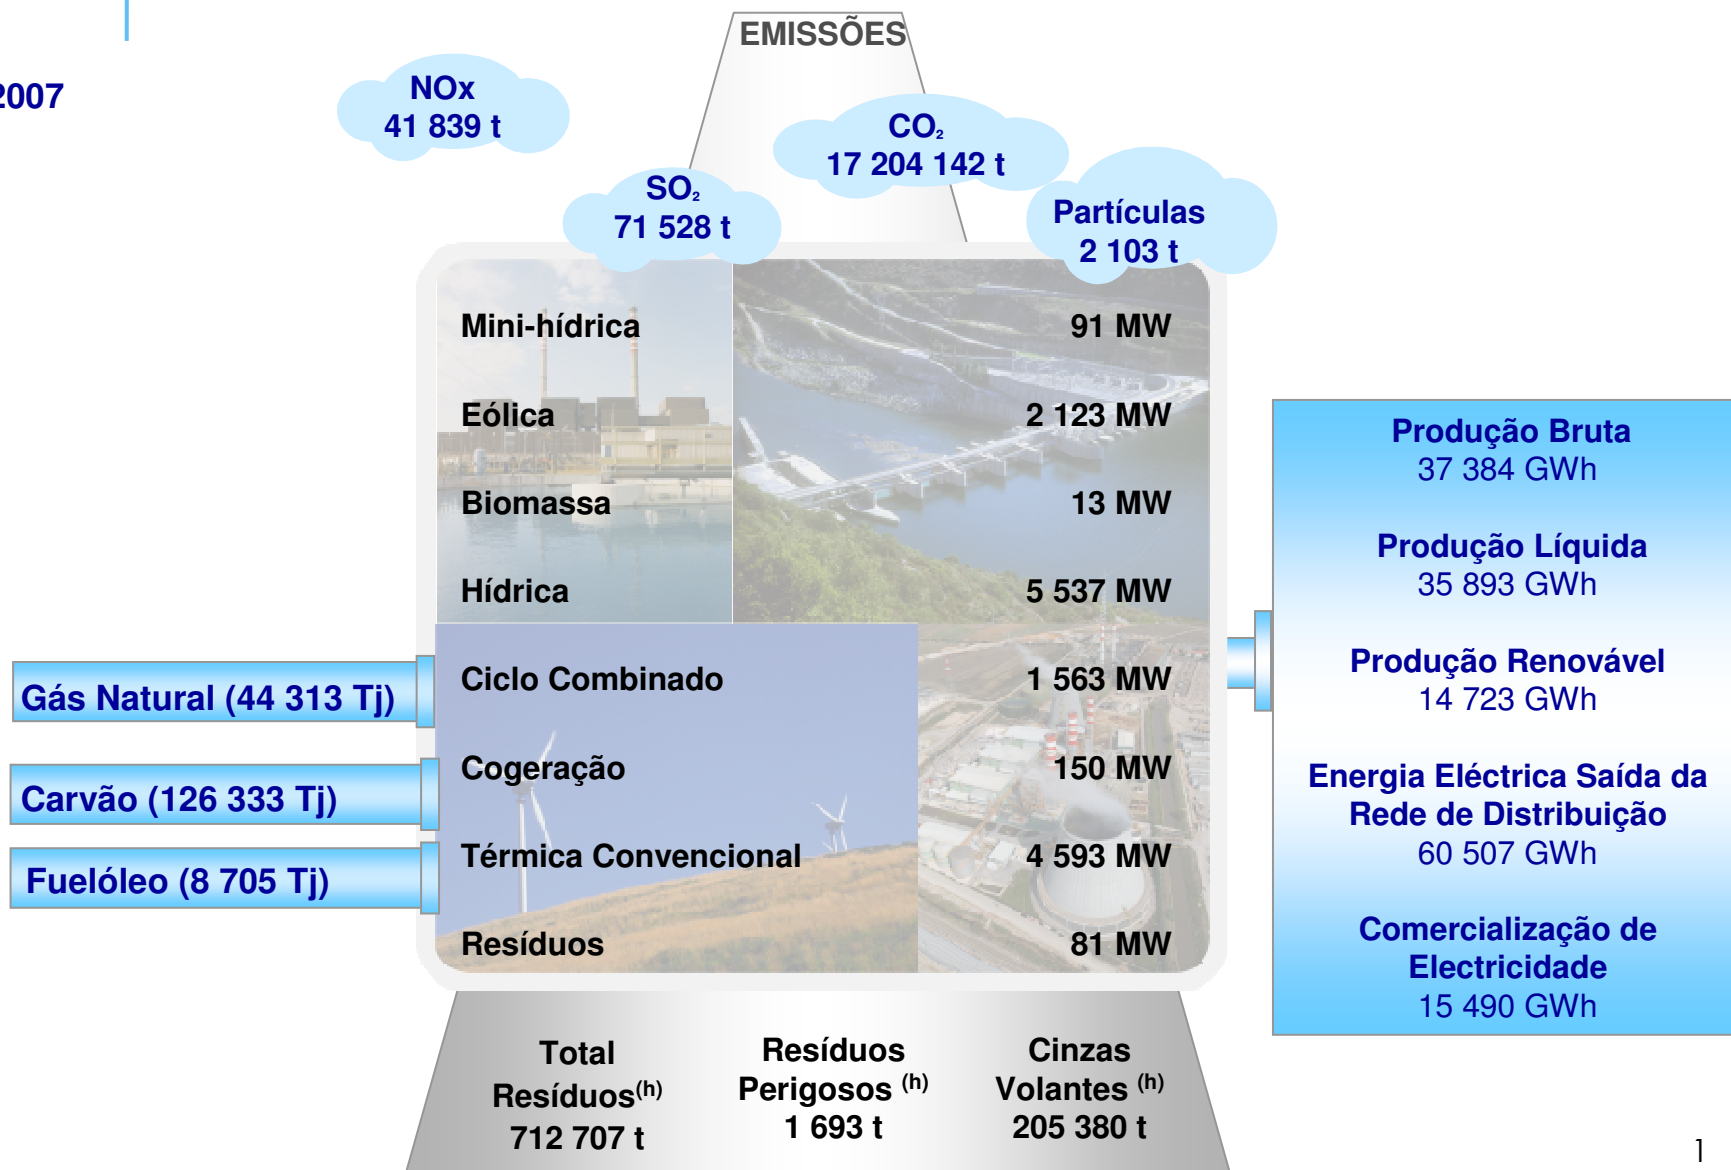 EMISSÕES
2007
NOx
41 839 t
CO₂
17 204 142 t
SO₂
71 528 t
Partículas
2 103 t
Mini-hídrica 91 MW
Eólica 2 123 MW
Biomassa 13 MW
Hídrica 5 537 MW
Ciclo Combinado 1 563 MW
Cogeração 150 MW
Térmica Convencional 4 593 MW
Resíduos 81 MW
Gás Natural (44 313 Tj)
Carvão (126 333 Tj)
Fuelóleo (8 705 Tj)
Produção Bruta
37 384 GWh
Produção Líquida
35 893 GWh
Produção Renovável
14 723 GWh
Energia Eléctrica Saída da
Rede de Distribuição
60 507 GWh
Comercialização de
Electricidade
15 490 GWh
Total
Resíduos(h)
712 707 t
Resíduos
Perigosos (h)
1 693 t
Cinzas
Volantes (h)
205 380 t
1